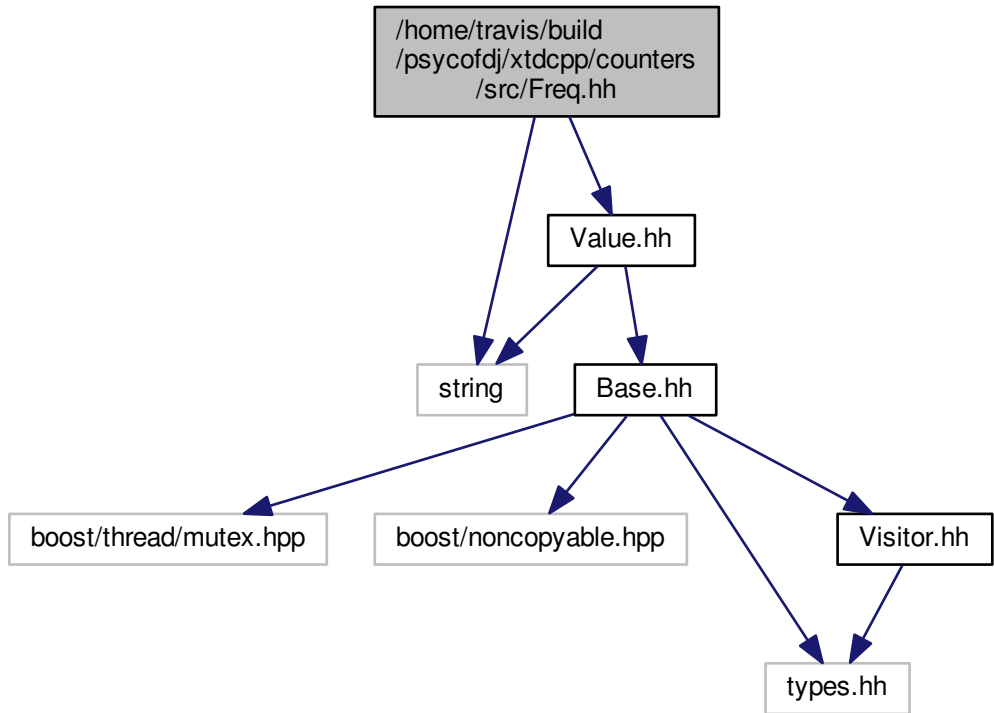 /home/travis/build
/psycofdj/xtdcpp/counters
/src/Freq.hh
Value.hh
string
Base.hh
boost/thread/mutex.hpp
boost/noncopyable.hpp
Visitor.hh
types.hh